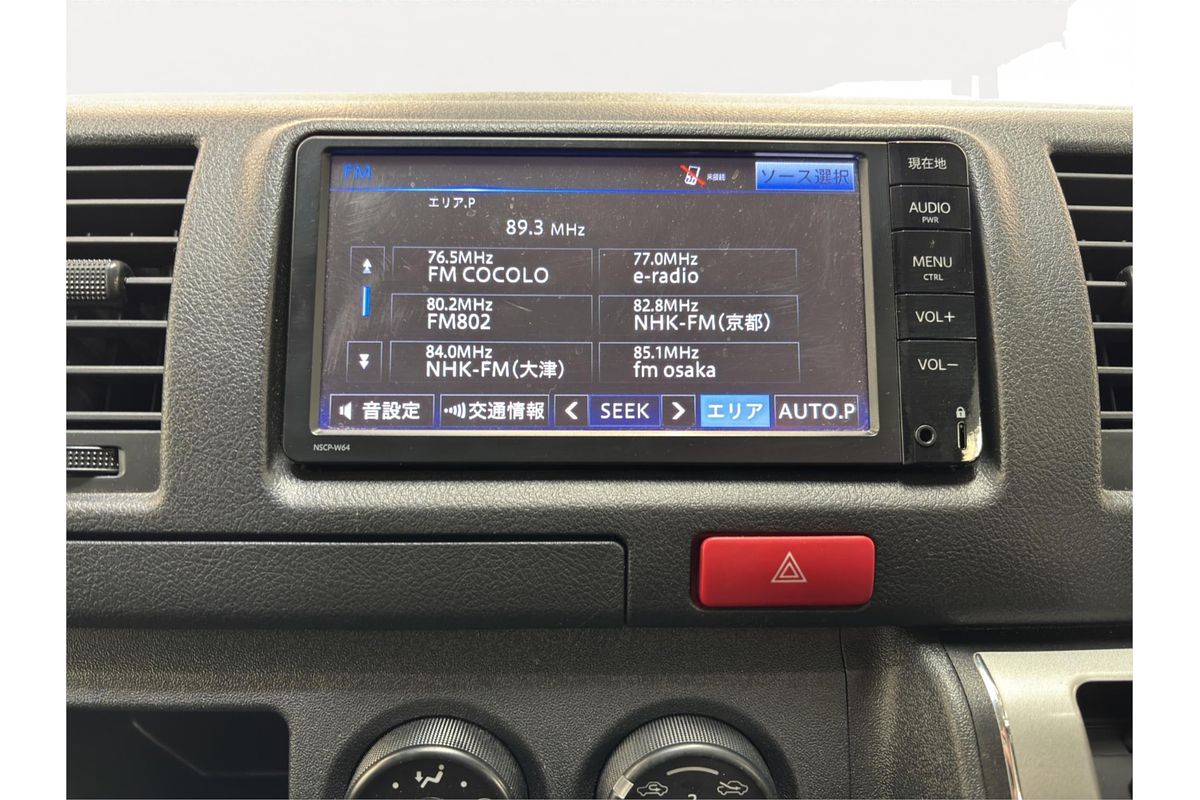 FM
未接続
ソース選択
エリア.P
89.3 MHz
76.5MHz
FM COCOLO
77.0MHz
e-radio
80.2MHz
FM802
82.8MHz
NHK-FM(京都)
84.0MHz
NHK-FM(大津)
85.1MHz
fm osaka
音設定
交通情報
SEEK
エリア
AUTO.P
NSCP-W64
現在地
AUDIO
PWR
MENU
CTRL
VOL+
VOL−